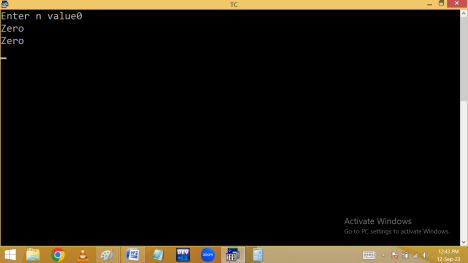 TC
Enter n value0
Zero
Zero
Activate Windows
Go to PC settings to activate Windows.
12:43 PM
12-Sep-23